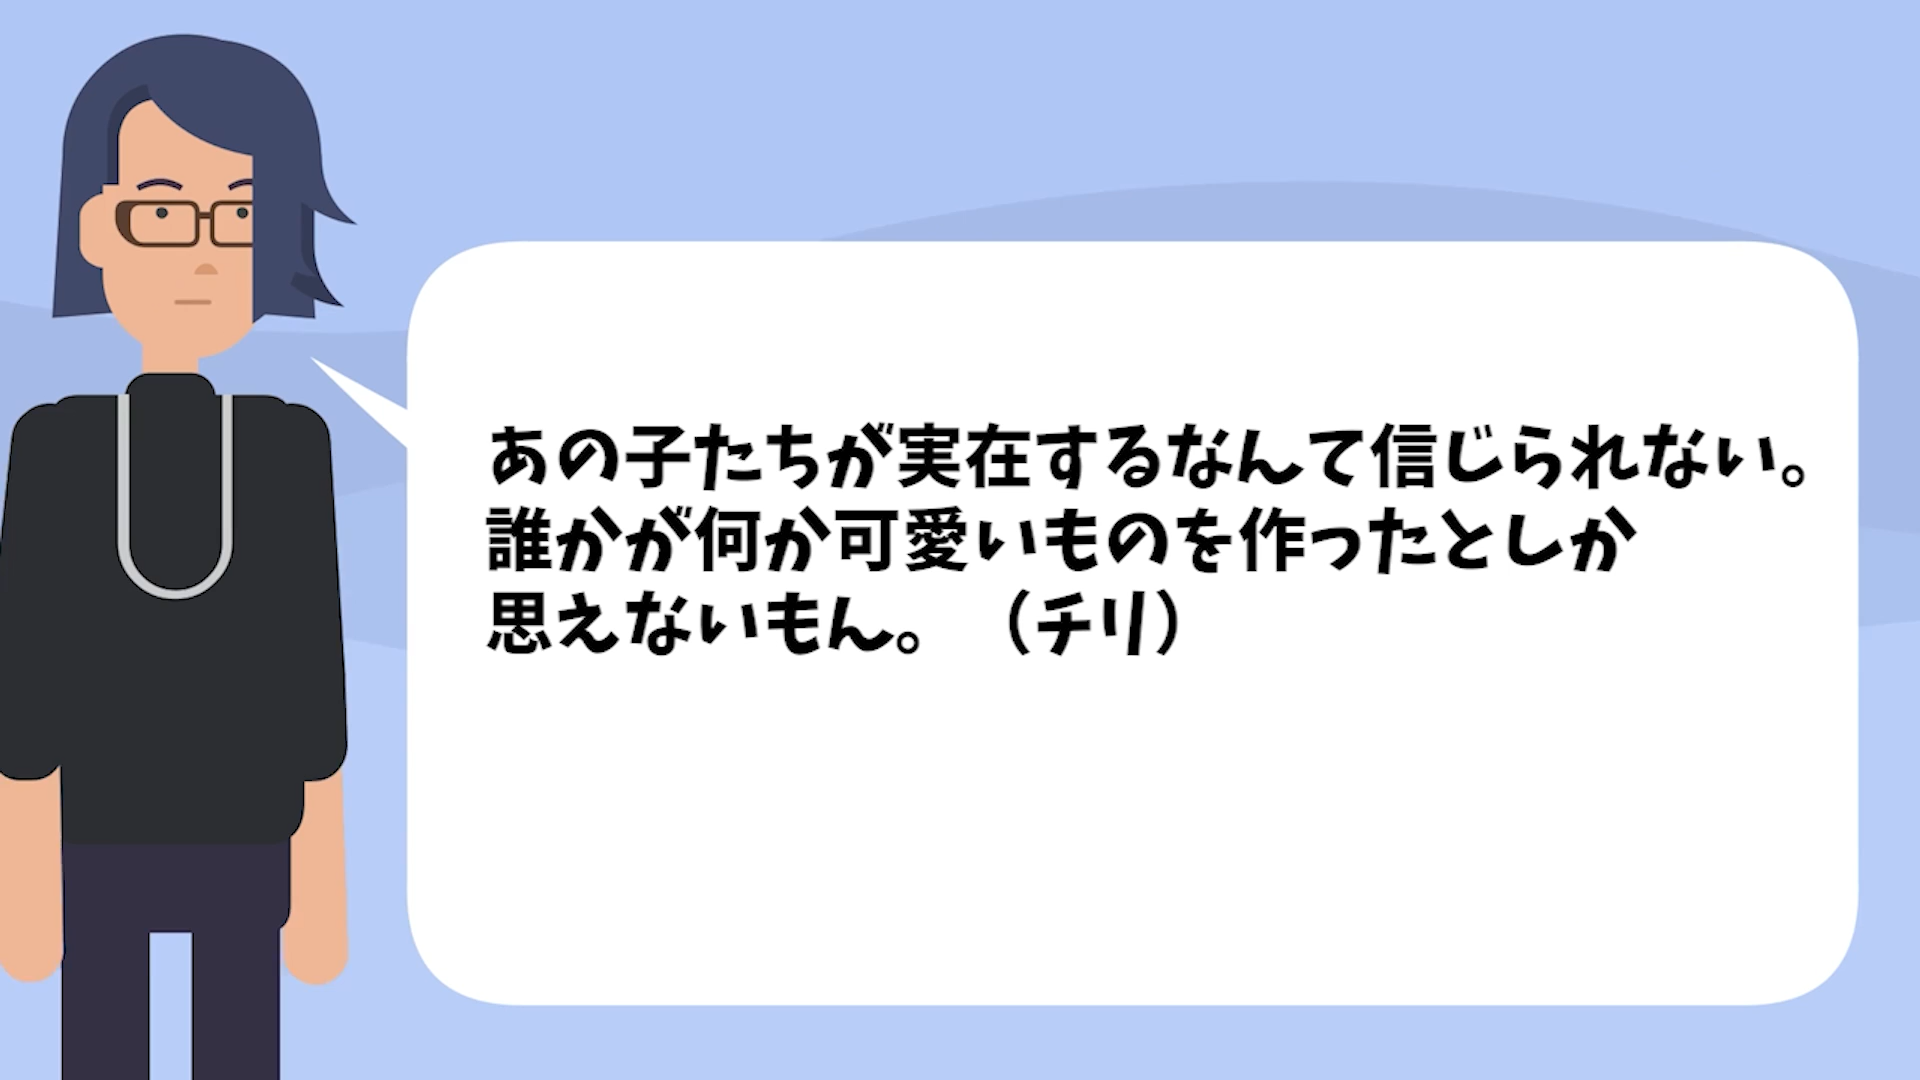 あの子たちが実在するなんて信じられない。
誰かが何か可愛いものを作ったとしか
思えないもん。（チリ）